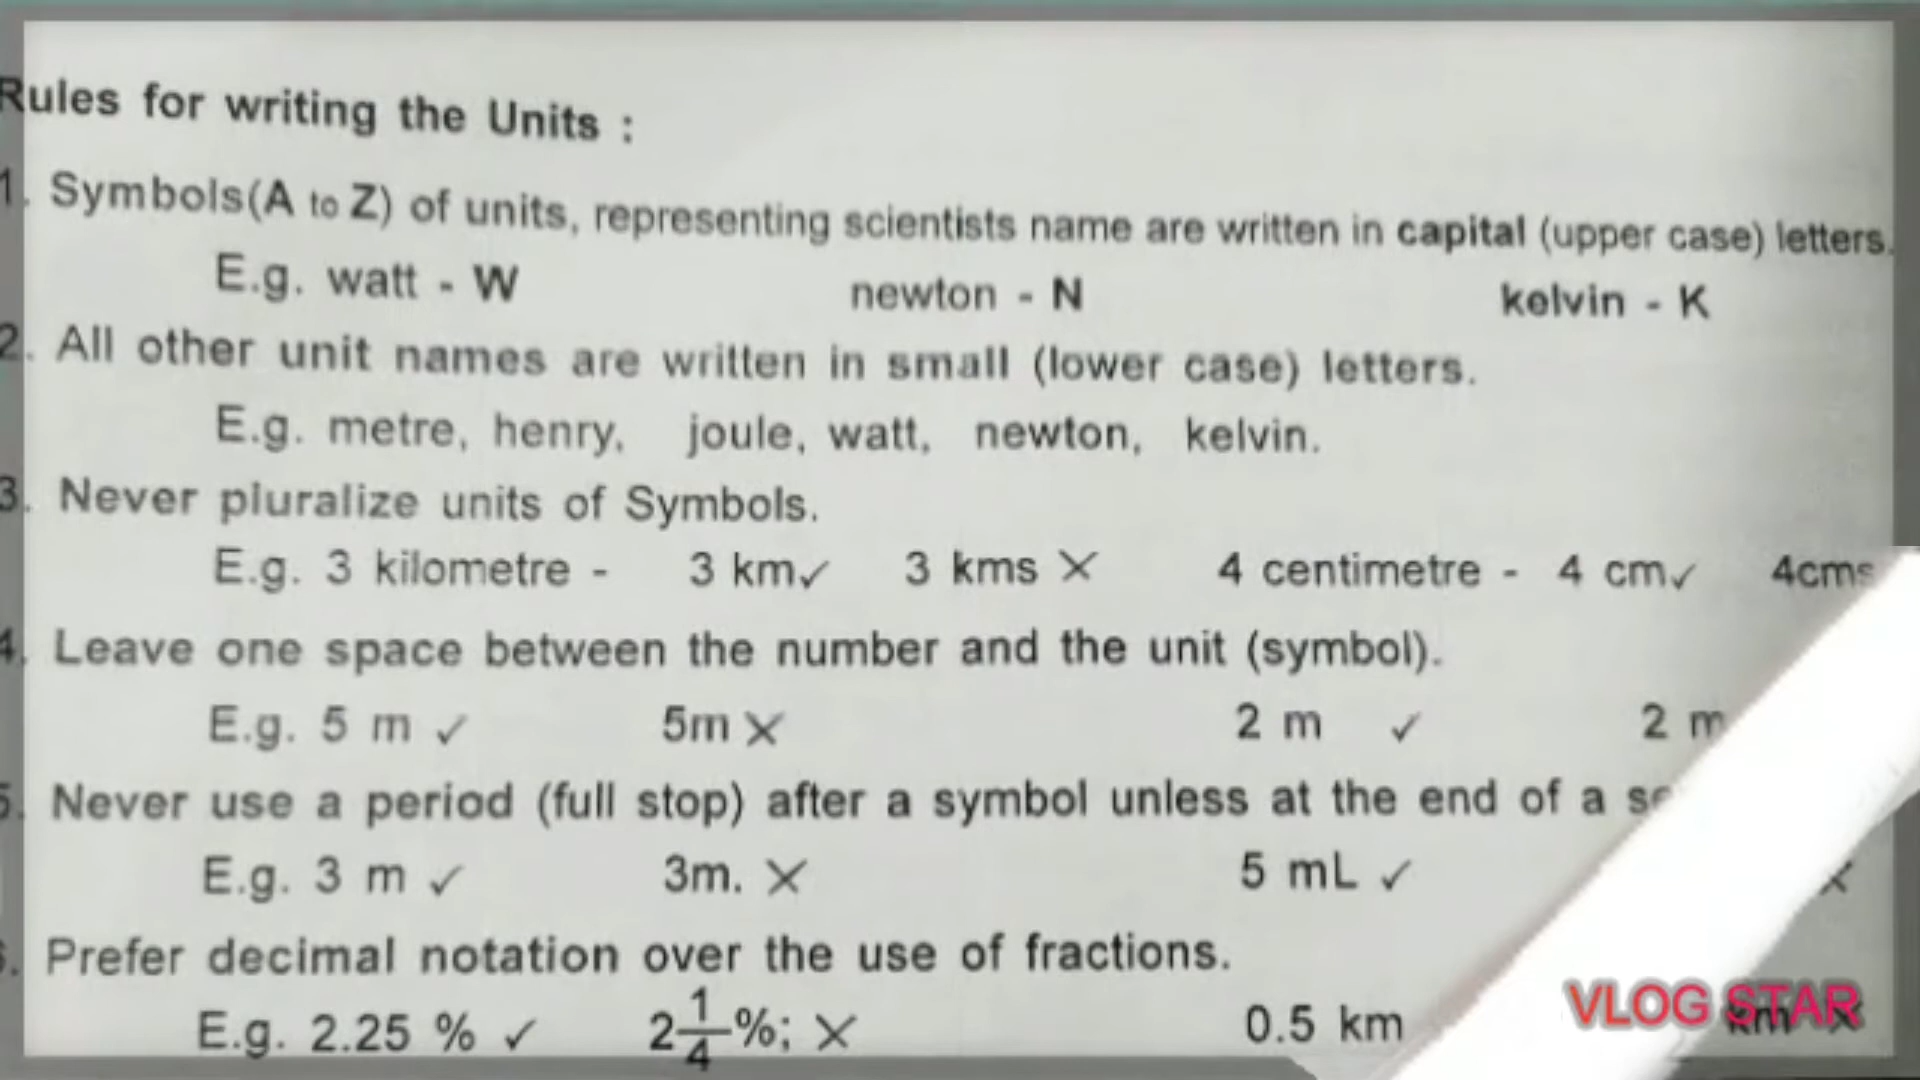 Rules for writing the Units :
1. Symbols(A to Z) of units, representing scientists name are written in capital (upper case) letters.
E.g. watt - W newton - N kelvin - K
2. All other unit names are written in small (lower case) letters.
E.g. metre, henry, joule, watt, newton, kelvin.
3. Never pluralize units of Symbols.
E.g. 3 kilometre - 3 km✓ 3 kms ✕ 4 centimetre - 4 cm✓ 4cms
4. Leave one space between the number and the unit (symbol).
E.g. 5 m ✓ 5m ✕ 2 m ✓ 2 m
5. Never use a period (full stop) after a symbol unless at the end of a
E.g. 3 m ✓ 3m. ✕ 5 mL ✓ ✕
. Prefer decimal notation over the use of fractions.
E.g. 2.25 % ✓ 2 1/4 %; ✕ 0.5 km km ✕
VLOG STAR